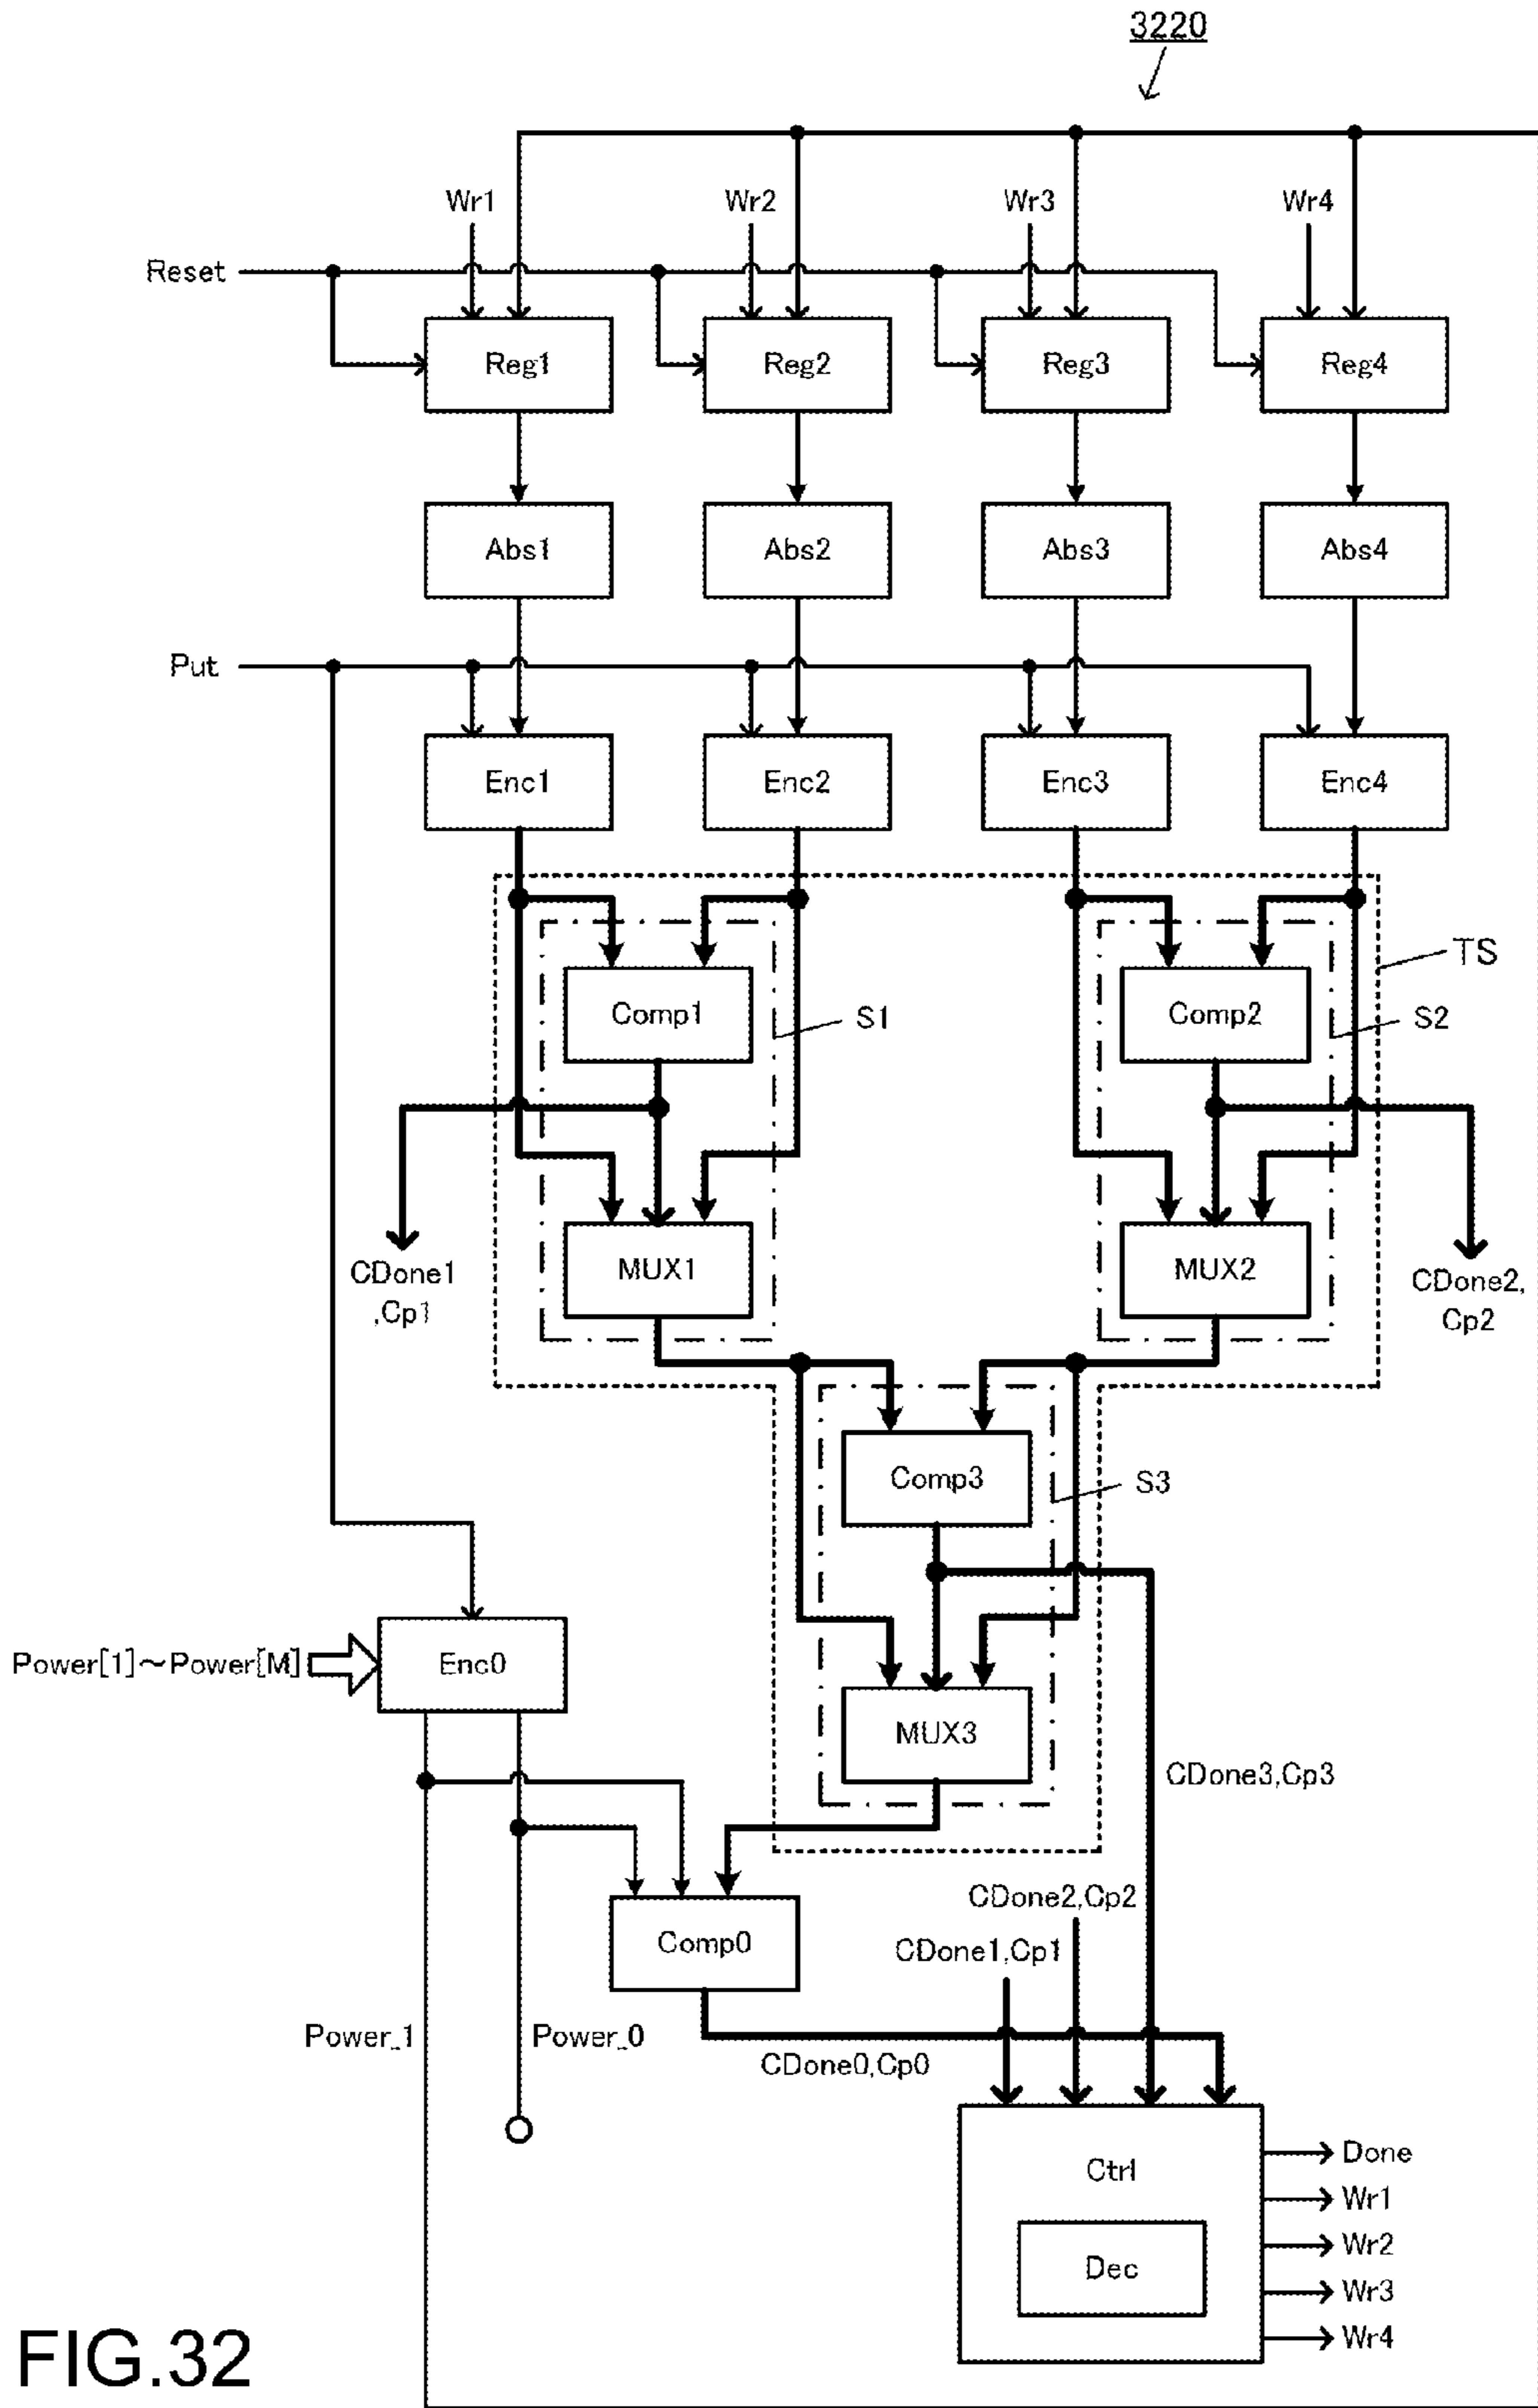 3220
Wr1
Wr2
Wr3
Wr4
Reset
Reg1
Reg2
Reg3
Reg4
Abs1
Abs2
Abs3
Abs4
Put
Enc1
Enc2
Enc3
Enc4
TS
Comp1
S1
Comp2
S2
MUX1
MUX2
CDone1
,Cp1
CDone2,
Cp2
Comp3
S3
Power[1]～Power[M]
Enc0
MUX3
CDone3,Cp3
CDone2,Cp2
Comp0
CDone1,Cp1
Power_1
Power_0
CDone0,Cp0
Ctrl
Done
Wr1
Wr2
Dec
Wr3
Wr4
FIG.32